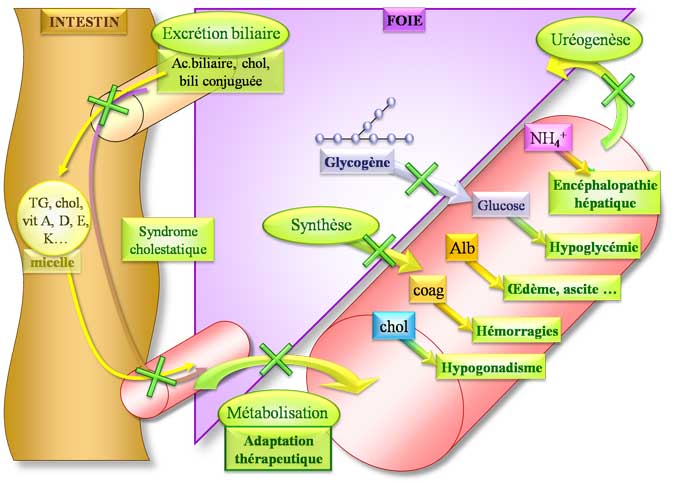 INTESTIN
FOIE
Excrétion biliaire
Ac.biliaire, chol,
bili conjuguée
Uréogenèse
NH₄⁺
Encéphalopathie
hépatique
Glycogène
Glucose
Hypoglycémie
TG, chol,
vit A, D, E,
K…
micelle
Syndrome
cholestatique
Synthèse
Alb
Œdème, ascite …
coag
Hémorragies
chol
Hypogonadisme
Métabolisation
Adaptation
thérapeutique